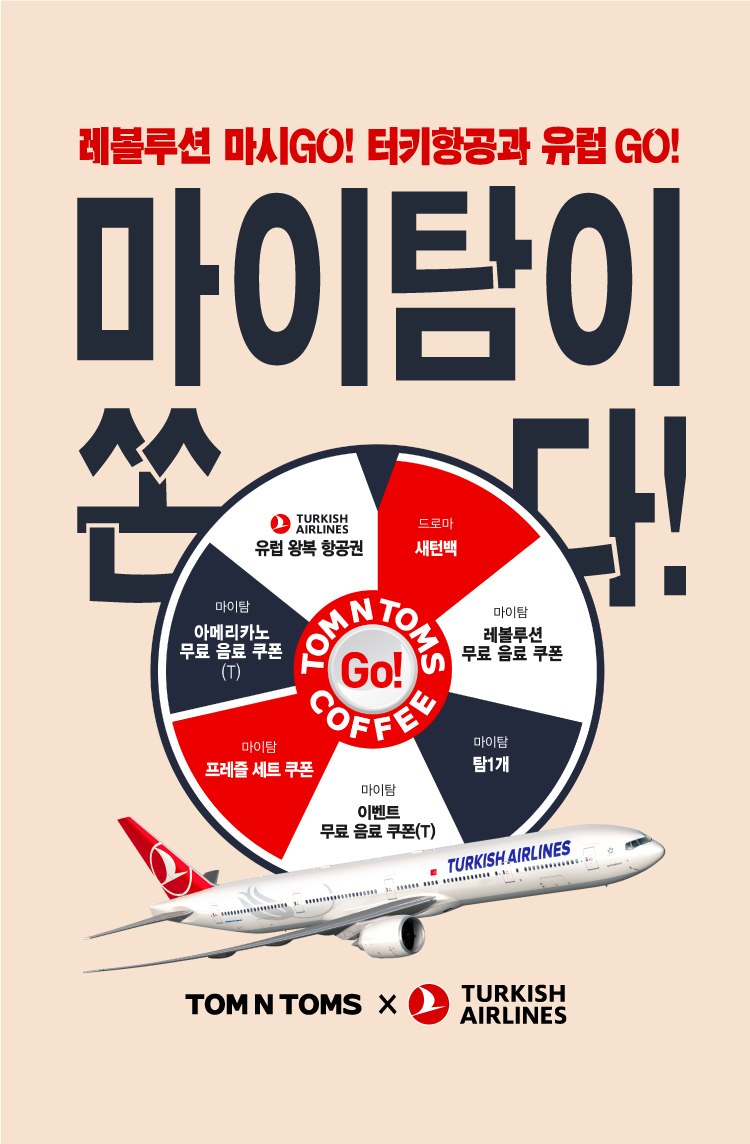 레볼루션 마시GO! 터키항공과 유럽 GO!
마이탐이
쏜다!
TURKISH
AIRLINES
유럽 왕복 항공권
드로마
새턴백
마이탐
아메리카노
무료 음료 쿠폰
(T)
마이탐
레볼루션
무료 음료 쿠폰
TOM N TOMS
Go!
COFFEE
마이탐
프레즐 세트 쿠폰
마이탐
탐1개
마이탐
이벤트
무료 음료 쿠폰(T)
TURKISH AIRLINES
TOM N TOMS X TURKISH
AIRLINES